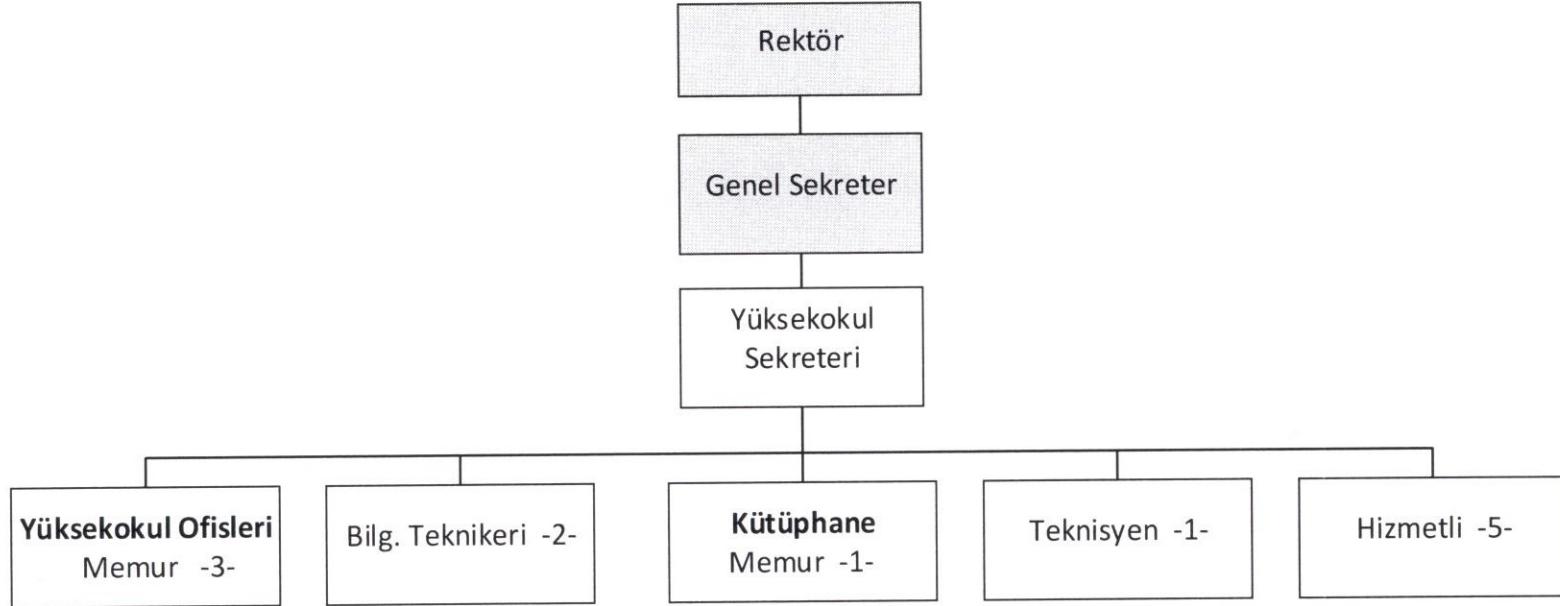 Rektör
Genel Sekreter
Yüksekokul
Sekreteri
Yüksekokul Ofisleri
Memur -3-
Bilg. Teknikeri -2-
Kütüphane
Memur -1-
Teknisyen -1-
Hizmetli -5-